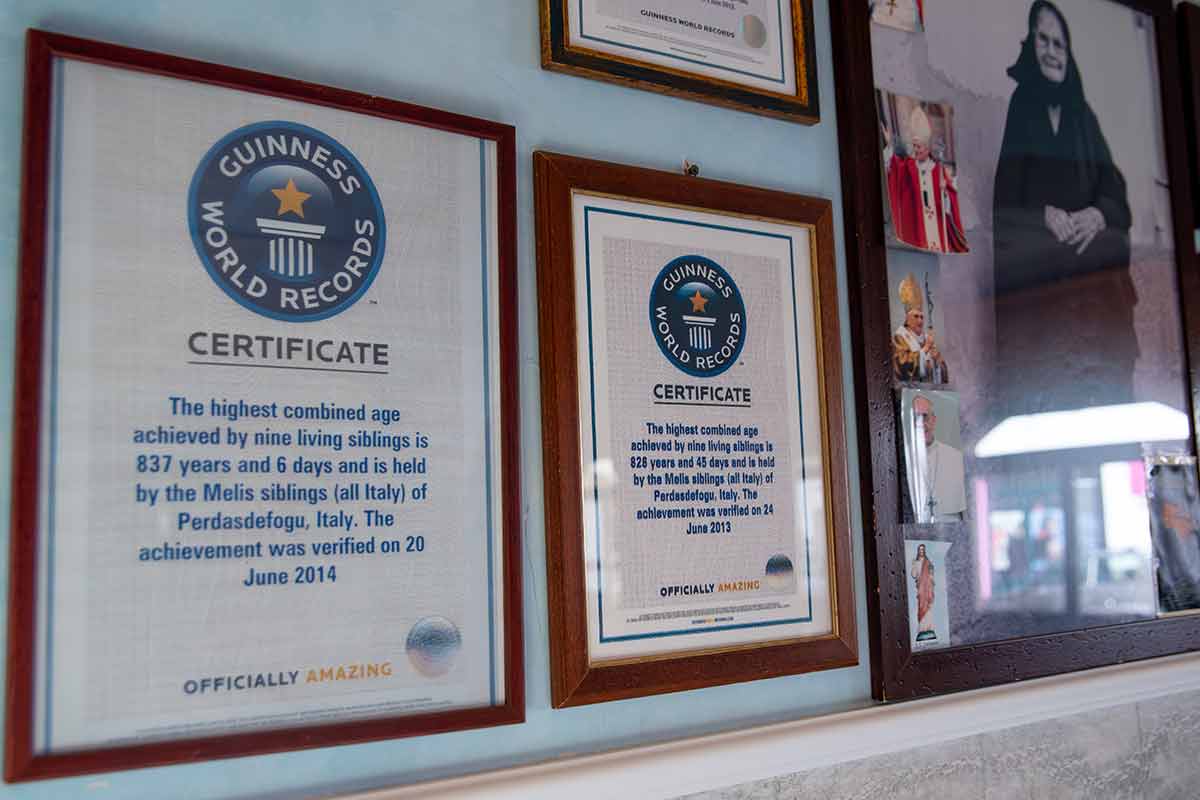 GUINNESS
WORLD RECORDS
CERTIFICATE
The highest combined age
achieved by nine living siblings is
837 years and 6 days and is held
by the Melis siblings (all Italy) of
Perdasdefogu, Italy. The
achievement was verified on 20
June 2014
OFFICIALLY AMAZING
GUINNESS WORLD RECORDS
GUINNESS
WORLD RECORDS
CERTIFICATE
The highest combined age
achieved by nine living siblings is
828 years and 45 days and is held
by the Melis siblings (all Italy) of
Perdasdefogu, Italy. The
achievement was verified on 24
June 2013
OFFICIALLY AMAZING